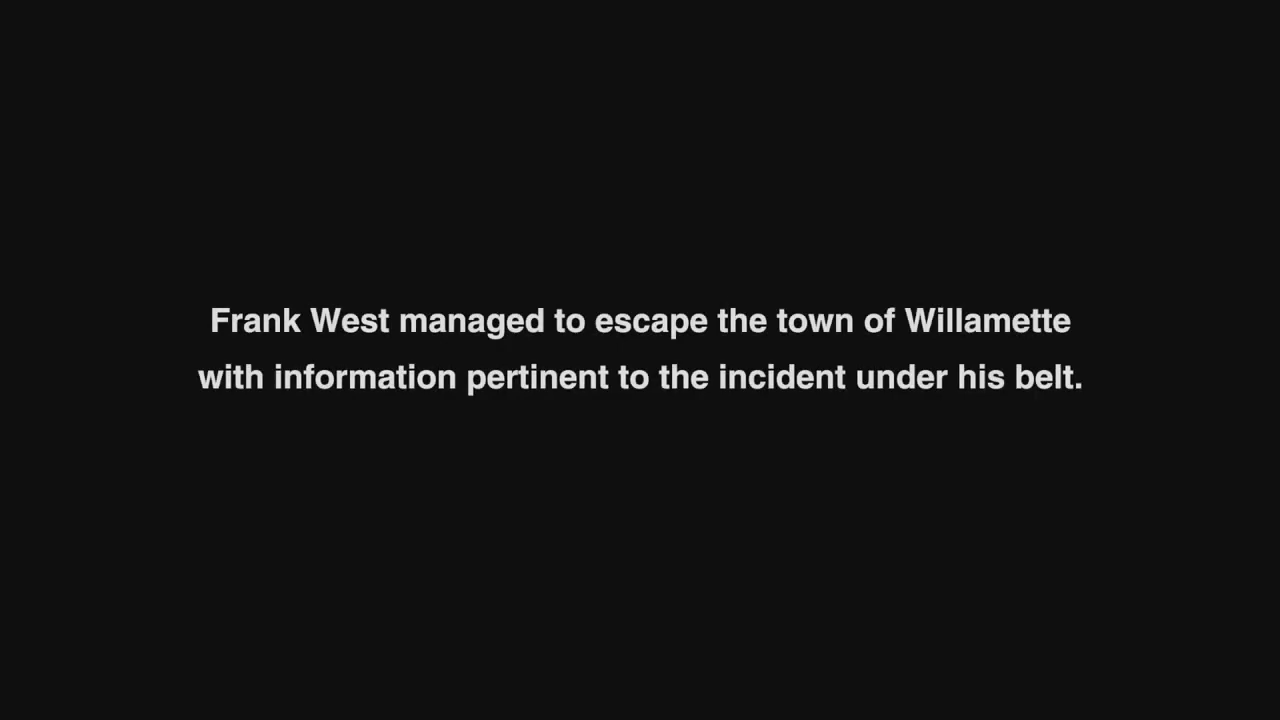 Frank West managed to escape the town of Willamette
with information pertinent to the incident under his belt.